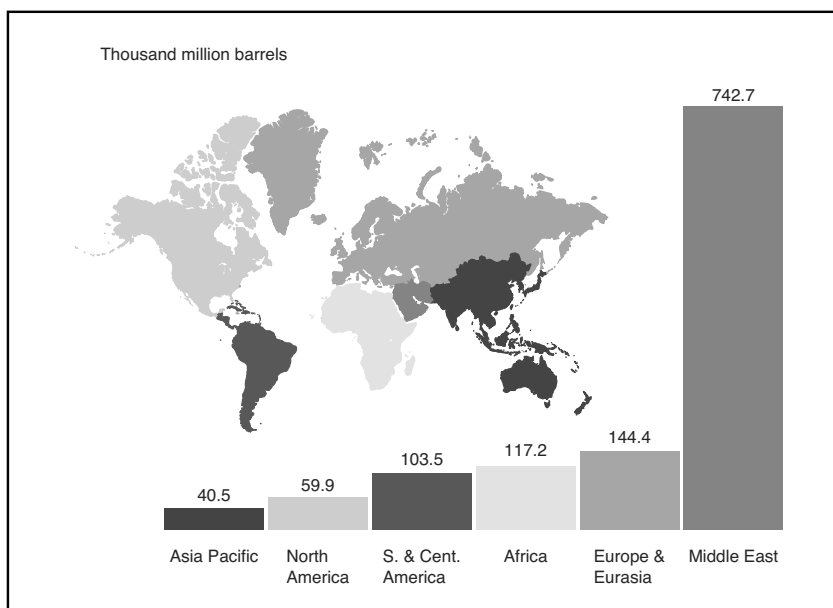 Thousand million barrels
742.7
144.4
117.2
103.5
59.9
40.5
Asia Pacific
North
America
S. & Cent.
America
Africa
Europe &
Eurasia
Middle East